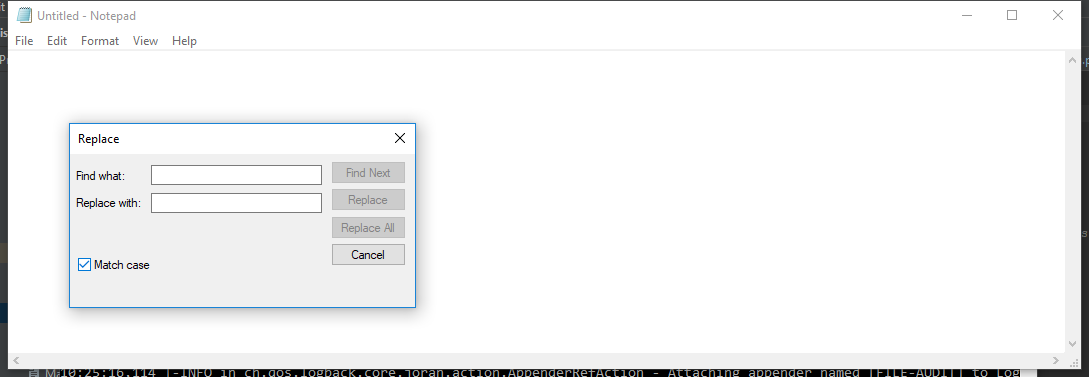 Untitled - Notepad
File Edit Format View Help
Replace
Find what:
Find Next
Replace with:
Replace
Replace All
Cancel
Match case
10:25:16.114 |-INFO in ch.qos.logback.core.joran.action.AppenderRefAction - Attaching appender named [FILE-AUDIT] to Log